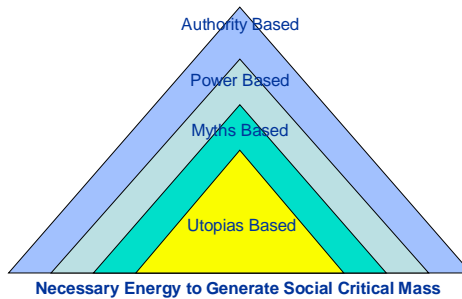 Authority Based
Power Based
Myths Based
Utopias Based
Necessary Energy to Generate Social Critical Mass